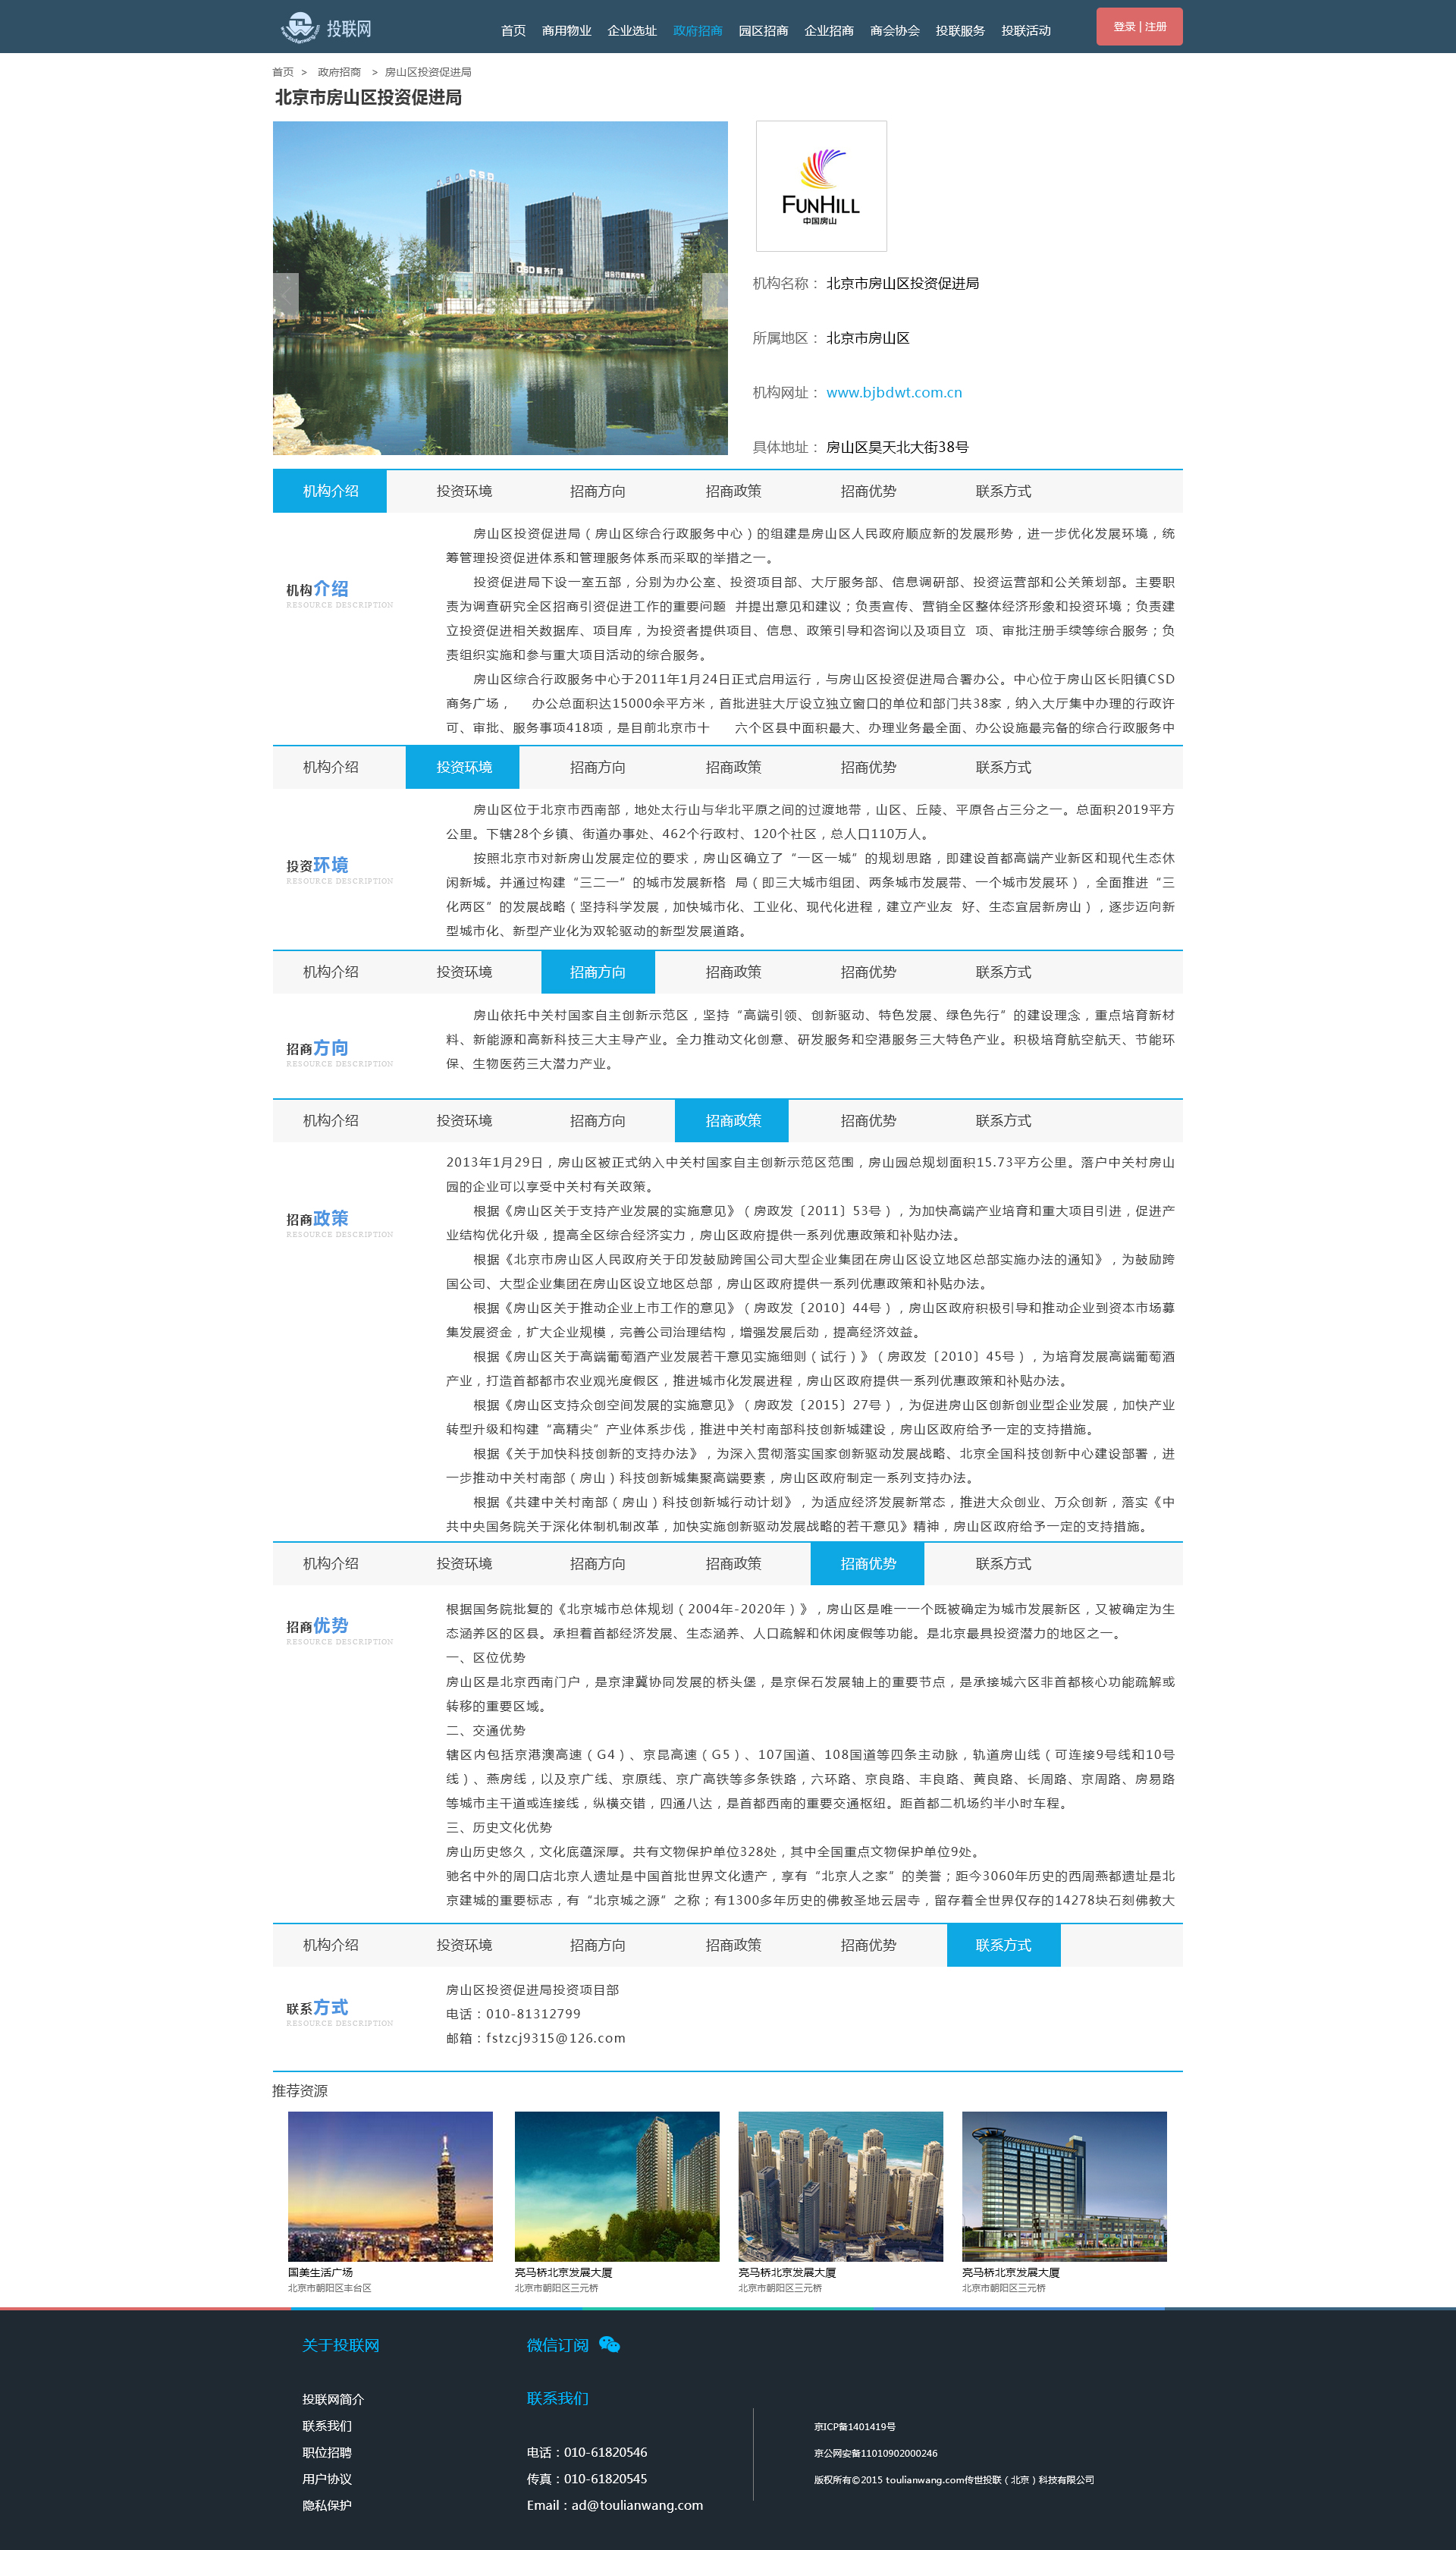 投联网
首页 商用物业 企业选址 政府招商 园区招商 企业招商 商会协会 投联服务 投联活动
登录 | 注册
首页 > 政府招商 > 房山区投资促进局
北京市房山区投资促进局
FUNHILL
中国房山
机构名称： 北京市房山区投资促进局
所属地区： 北京市房山区
机构网址： www.bjbdwt.com.cn
具体地址： 房山区昊天北大街38号
机构介绍 投资环境 招商方向 招商政策 招商优势 联系方式
机构介绍
RESOURCE DESCRIPTION
房山区投资促进局（房山区综合行政服务中心）的组建是房山区人民政府顺应新的发展形势，进一步优化发展环境，统
筹管理投资促进体系和管理服务体系而采取的举措之一。
投资促进局下设一室五部，分别为办公室、投资项目部、大厅服务部、信息调研部、投资运营部和公关策划部。主要职
责为调查研究全区招商引资促进工作的重要问题 并提出意见和建议；负责宣传、营销全区整体经济形象和投资环境；负责建
立投资促进相关数据库、项目库，为投资者提供项目、信息、政策引导和咨询以及项目立 项、审批注册手续等综合服务；负
责组织实施和参与重大项目活动的综合服务。
房山区综合行政服务中心于2011年1月24日正式启用运行，与房山区投资促进局合署办公。中心位于房山区长阳镇CSD
商务广场， 办公总面积达15000余平方米，首批进驻大厅设立独立窗口的单位和部门共38家，纳入大厅集中办理的行政许
可、审批、服务事项418项，是目前北京市十 六个区县中面积最大、办理业务最全面、办公设施最完备的综合行政服务中
机构介绍 投资环境 招商方向 招商政策 招商优势 联系方式
投资环境
RESOURCE DESCRIPTION
房山区位于北京市西南部，地处太行山与华北平原之间的过渡地带，山区、丘陵、平原各占三分之一。总面积2019平方
公里。下辖28个乡镇、街道办事处、462个行政村、120个社区，总人口110万人。
按照北京市对新房山发展定位的要求，房山区确立了“一区一城”的规划思路，即建设首都高端产业新区和现代生态休
闲新城。并通过构建“三二一”的城市发展新格 局（即三大城市组团、两条城市发展带、一个城市发展环），全面推进“三
化两区”的发展战略（坚持科学发展，加快城市化、工业化、现代化进程，建立产业友 好、生态宜居新房山），逐步迈向新
型城市化、新型产业化为双轮驱动的新型发展道路。
机构介绍 投资环境 招商方向 招商政策 招商优势 联系方式
招商方向
RESOURCE DESCRIPTION
房山依托中关村国家自主创新示范区，坚持“高端引领、创新驱动、特色发展、绿色先行”的建设理念，重点培育新材
料、新能源和高新科技三大主导产业。全力推动文化创意、研发服务和空港服务三大特色产业。积极培育航空航天、节能环
保、生物医药三大潜力产业。
机构介绍 投资环境 招商方向 招商政策 招商优势 联系方式
招商政策
RESOURCE DESCRIPTION
2013年1月29日，房山区被正式纳入中关村国家自主创新示范区范围，房山园总规划面积15.73平方公里。落户中关村房山
园的企业可以享受中关村有关政策。
根据《房山区关于支持产业发展的实施意见》（房政发〔2011〕53号），为加快高端产业培育和重大项目引进，促进产
业结构优化升级，提高全区综合经济实力，房山区政府提供一系列优惠政策和补贴办法。
根据《北京市房山区人民政府关于印发鼓励跨国公司大型企业集团在房山区设立地区总部实施办法的通知》，为鼓励跨
国公司、大型企业集团在房山区设立地区总部，房山区政府提供一系列优惠政策和补贴办法。
根据《房山区关于推动企业上市工作的意见》（房政发〔2010〕44号），房山区政府积极引导和推动企业到资本市场募
集发展资金，扩大企业规模，完善公司治理结构，增强发展后劲，提高经济效益。
根据《房山区关于高端葡萄酒产业发展若干意见实施细则（试行）》（房政发〔2010〕45号），为培育发展高端葡萄酒
产业，打造首都都市农业观光度假区，推进城市化发展进程，房山区政府提供一系列优惠政策和补贴办法。
根据《房山区支持众创空间发展的实施意见》（房政发〔2015〕27号），为促进房山区创新创业型企业发展，加快产业
转型升级和构建“高精尖”产业体系步伐，推进中关村南部科技创新城建设，房山区政府给予一定的支持措施。
根据《关于加快科技创新的支持办法》，为深入贯彻落实国家创新驱动发展战略、北京全国科技创新中心建设部署，进
一步推动中关村南部（房山）科技创新城集聚高端要素，房山区政府制定一系列支持办法。
根据《共建中关村南部（房山）科技创新城行动计划》，为适应经济发展新常态，推进大众创业、万众创新，落实《中
共中央国务院关于深化体制机制改革，加快实施创新驱动发展战略的若干意见》精神，房山区政府给予一定的支持措施。
机构介绍 投资环境 招商方向 招商政策 招商优势 联系方式
招商优势
RESOURCE DESCRIPTION
根据国务院批复的《北京城市总体规划（2004年-2020年）》，房山区是唯一一个既被确定为城市发展新区，又被确定为生
态涵养区的区县。承担着首都经济发展、生态涵养、人口疏解和休闲度假等功能。是北京最具投资潜力的地区之一。
一、区位优势
房山区是北京西南门户，是京津冀协同发展的桥头堡，是京保石发展轴上的重要节点，是承接城六区非首都核心功能疏解或
转移的重要区域。
二、交通优势
辖区内包括京港澳高速（G4）、京昆高速（G5）、107国道、108国道等四条主动脉，轨道房山线（可连接9号线和10号
线）、燕房线，以及京广线、京原线、京广高铁等多条铁路，六环路、京良路、丰良路、黄良路、长周路、京周路、房易路
等城市主干道或连接线，纵横交错，四通八达，是首都西南的重要交通枢纽。距首都二机场约半小时车程。
三、历史文化优势
房山历史悠久，文化底蕴深厚。共有文物保护单位328处，其中全国重点文物保护单位9处。
驰名中外的周口店北京人遗址是中国首批世界文化遗产，享有“北京人之家”的美誉；距今3060年历史的西周燕都遗址是北
京建城的重要标志，有“北京城之源”之称；有1300多年历史的佛教圣地云居寺，留存着全世界仅存的14278块石刻佛教大
机构介绍 投资环境 招商方向 招商政策 招商优势 联系方式
联系方式
RESOURCE DESCRIPTION
房山区投资促进局投资项目部
电话：010-81312799
邮箱：fstzcj9315@126.com
推荐资源
国美生活广场 亮马桥北京发展大厦 亮马桥北京发展大厦 亮马桥北京发展大厦
北京市朝阳区丰台区 北京市朝阳区三元桥 北京市朝阳区三元桥 北京市朝阳区三元桥
关于投联网
投联网简介
联系我们
职位招聘
用户协议
隐私保护
微信订阅
联系我们
电话：010-61820546
传真：010-61820545
Email：ad@toulianwang.com
京ICP备1401419号
京公网安备11010902000246
版权所有©2015 toulianwang.com传世投联（北京）科技有限公司